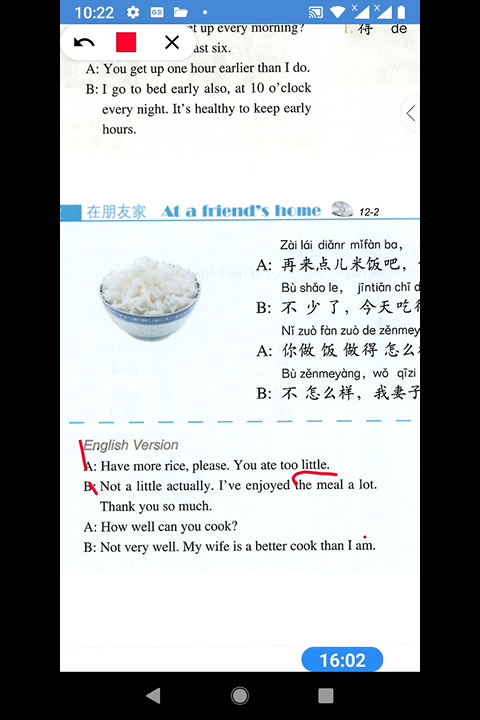 10:22
et up every morning?
1. 得 de
ast six.
A: You get up one hour earlier than I do.
B: I go to bed early also, at 10 o'clock
every night. It's healthy to keep early
hours.
在朋友家 At a friend's home 12-2
Zài lái diǎnr mǐfàn ba,
A: 再来点儿米饭吧，
Bù shǎo le, jīntiān chī d
B: 不少了，今天吃得
Nǐ zuò fàn zuò de zěnmey
A: 你做饭做得怎么
Bù zěnmeyàng, wǒ qīzi
B: 不怎么样，我妻子
English Version
A: Have more rice, please. You ate too little.
B: Not a little actually. I've enjoyed the meal a lot.
Thank you so much.
A: How well can you cook?
B: Not very well. My wife is a better cook than I am.
16:02